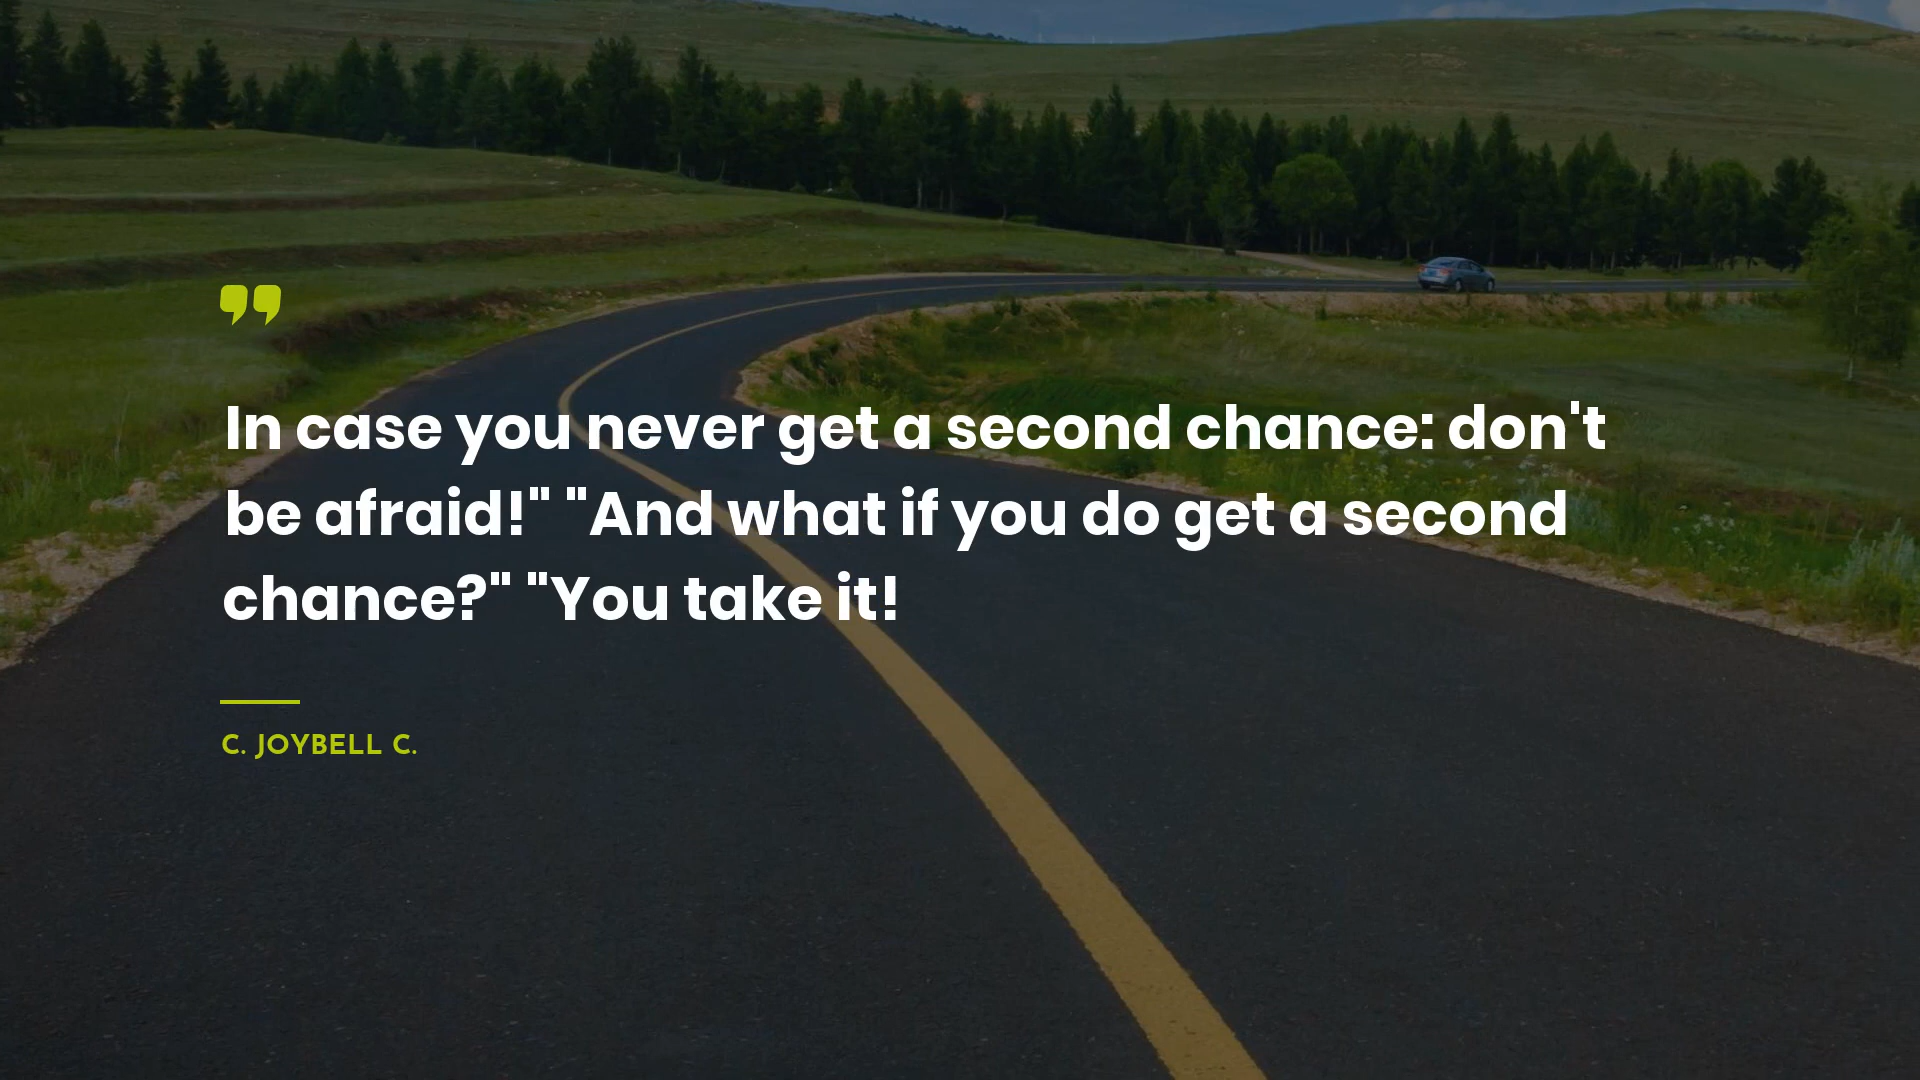 In case you never get a second chance: don't
be afraid!" "And what if you do get a second
chance?" "You take it!
C. JOYBELL C.